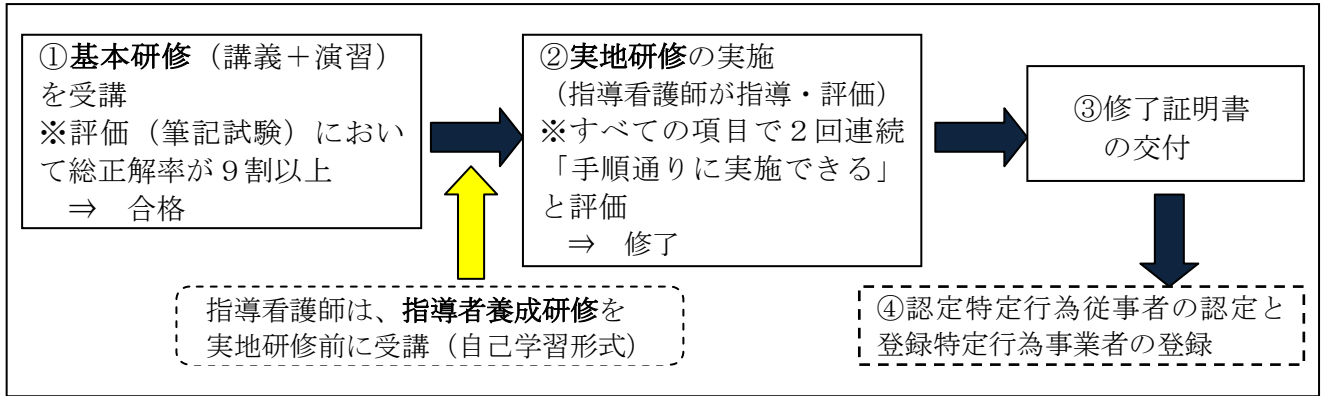 ①基本研修（講義＋演習）
を受講
※評価（筆記試験）におい
て総正解率が９割以上
⇒　合格
②実地研修の実施
（指導看護師が指導・評価）
※すべての項目で２回連続
「手順通りに実施できる」
と評価
⇒　修了
③修了証明書
の交付
指導看護師は、指導者養成研修を
実地研修前に受講（自己学習形式）
④認定特定行為従事者の認定と
登録特定行為事業者の登録